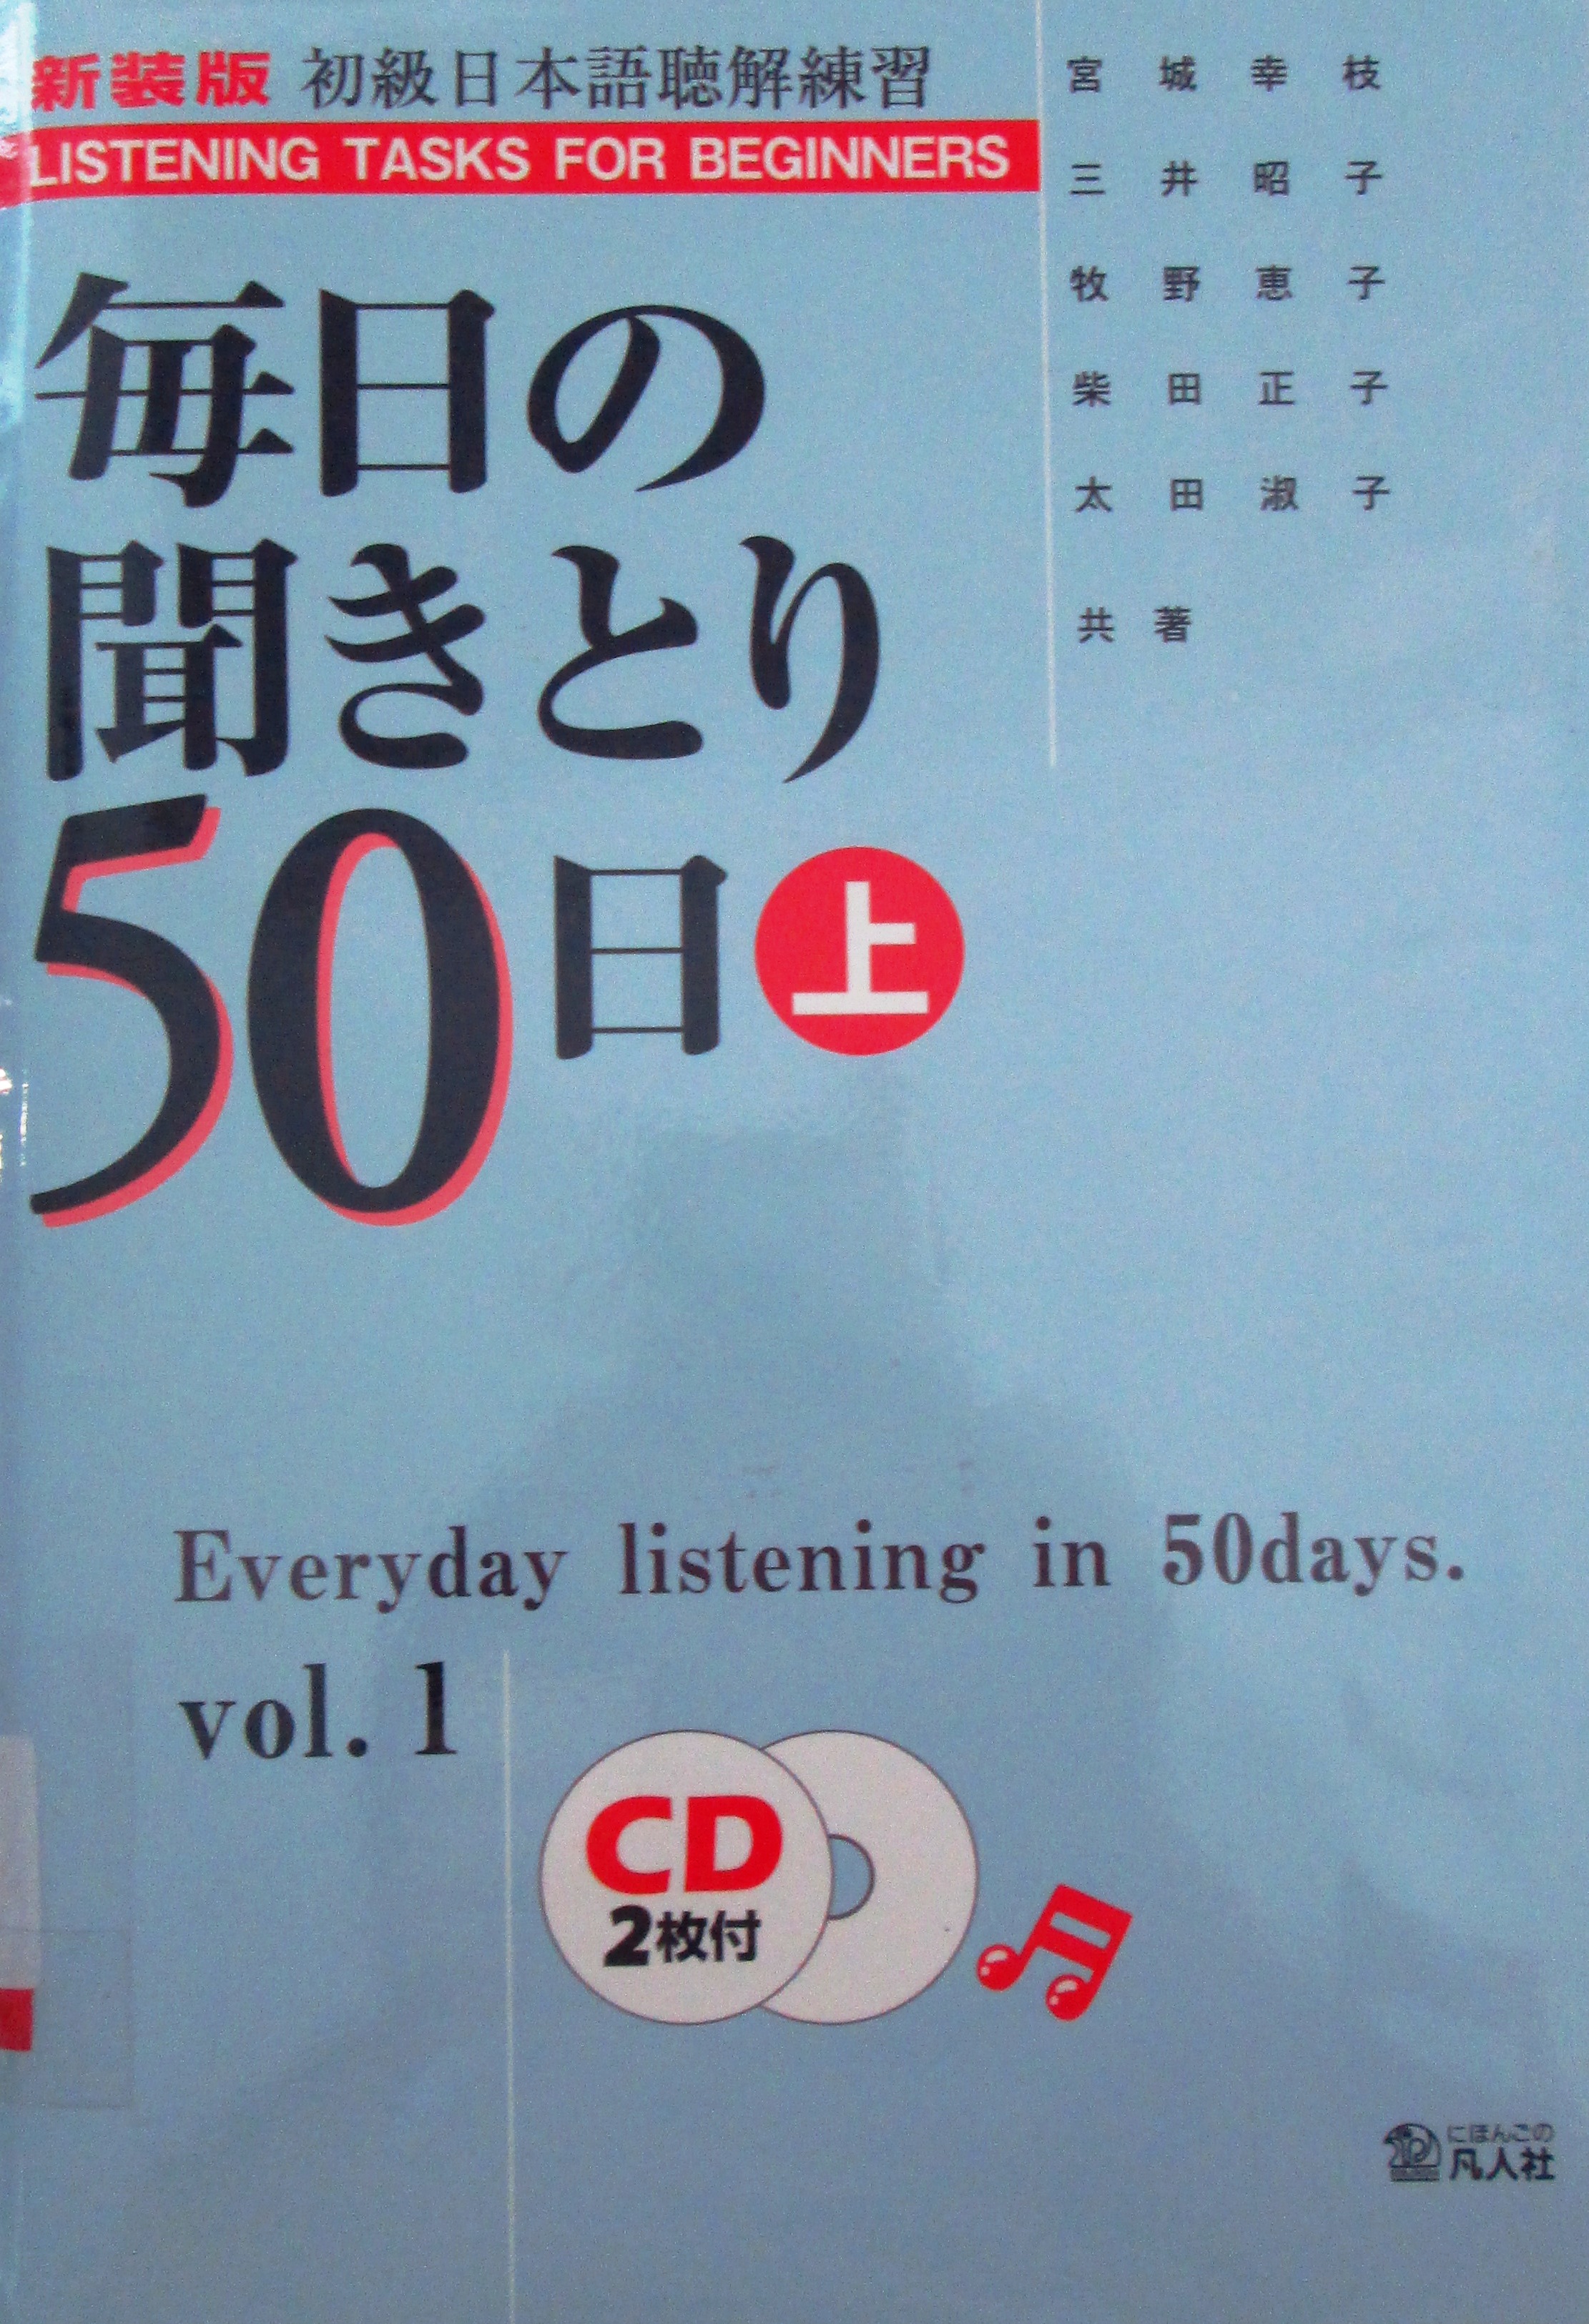 新装版 初級日本語聴解練習
LISTENING TASKS FOR BEGINNERS
毎日の
聞きとり
50日 上
宮城幸枝
三井昭子
牧野恵子
柴田正子
太田淑子
共著
Everyday listening in 50days.
vol. 1
CD
2枚付
にほんごの
凡人社